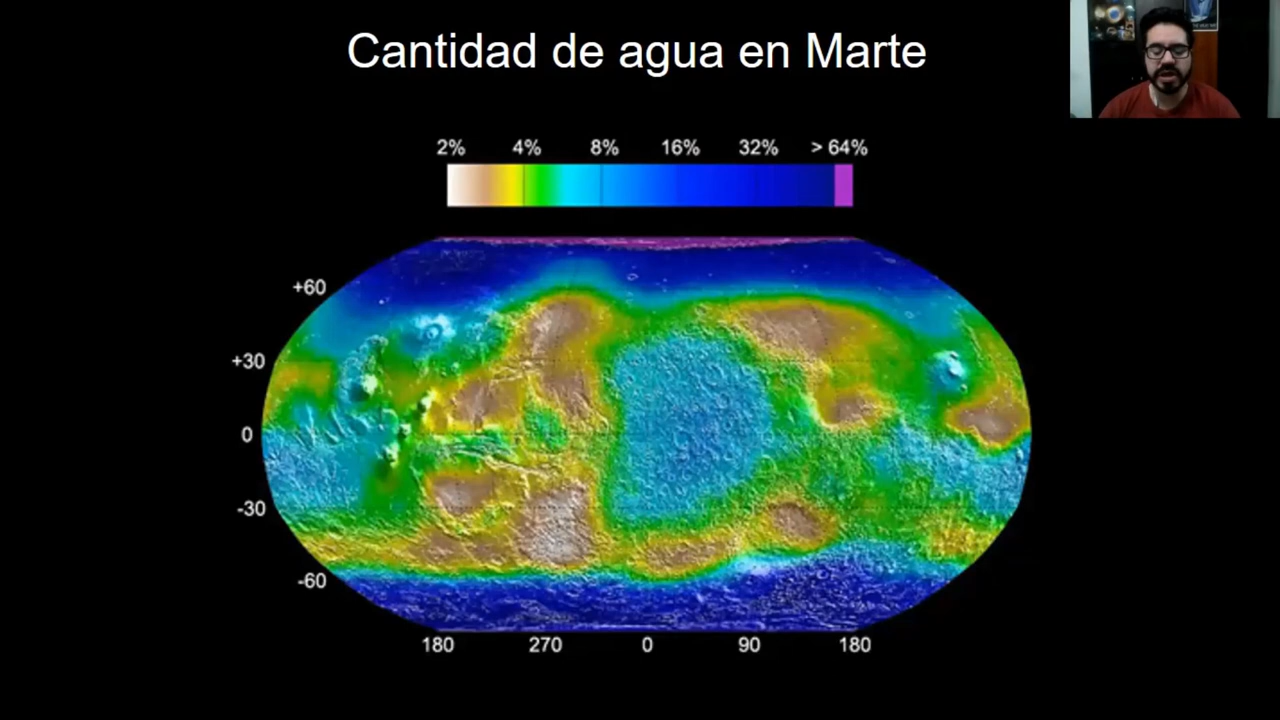 Cantidad de agua en Marte
2% 4% 8% 16% 32% > 64%
+60
+30
0
-30
-60
180 270 0 90 180